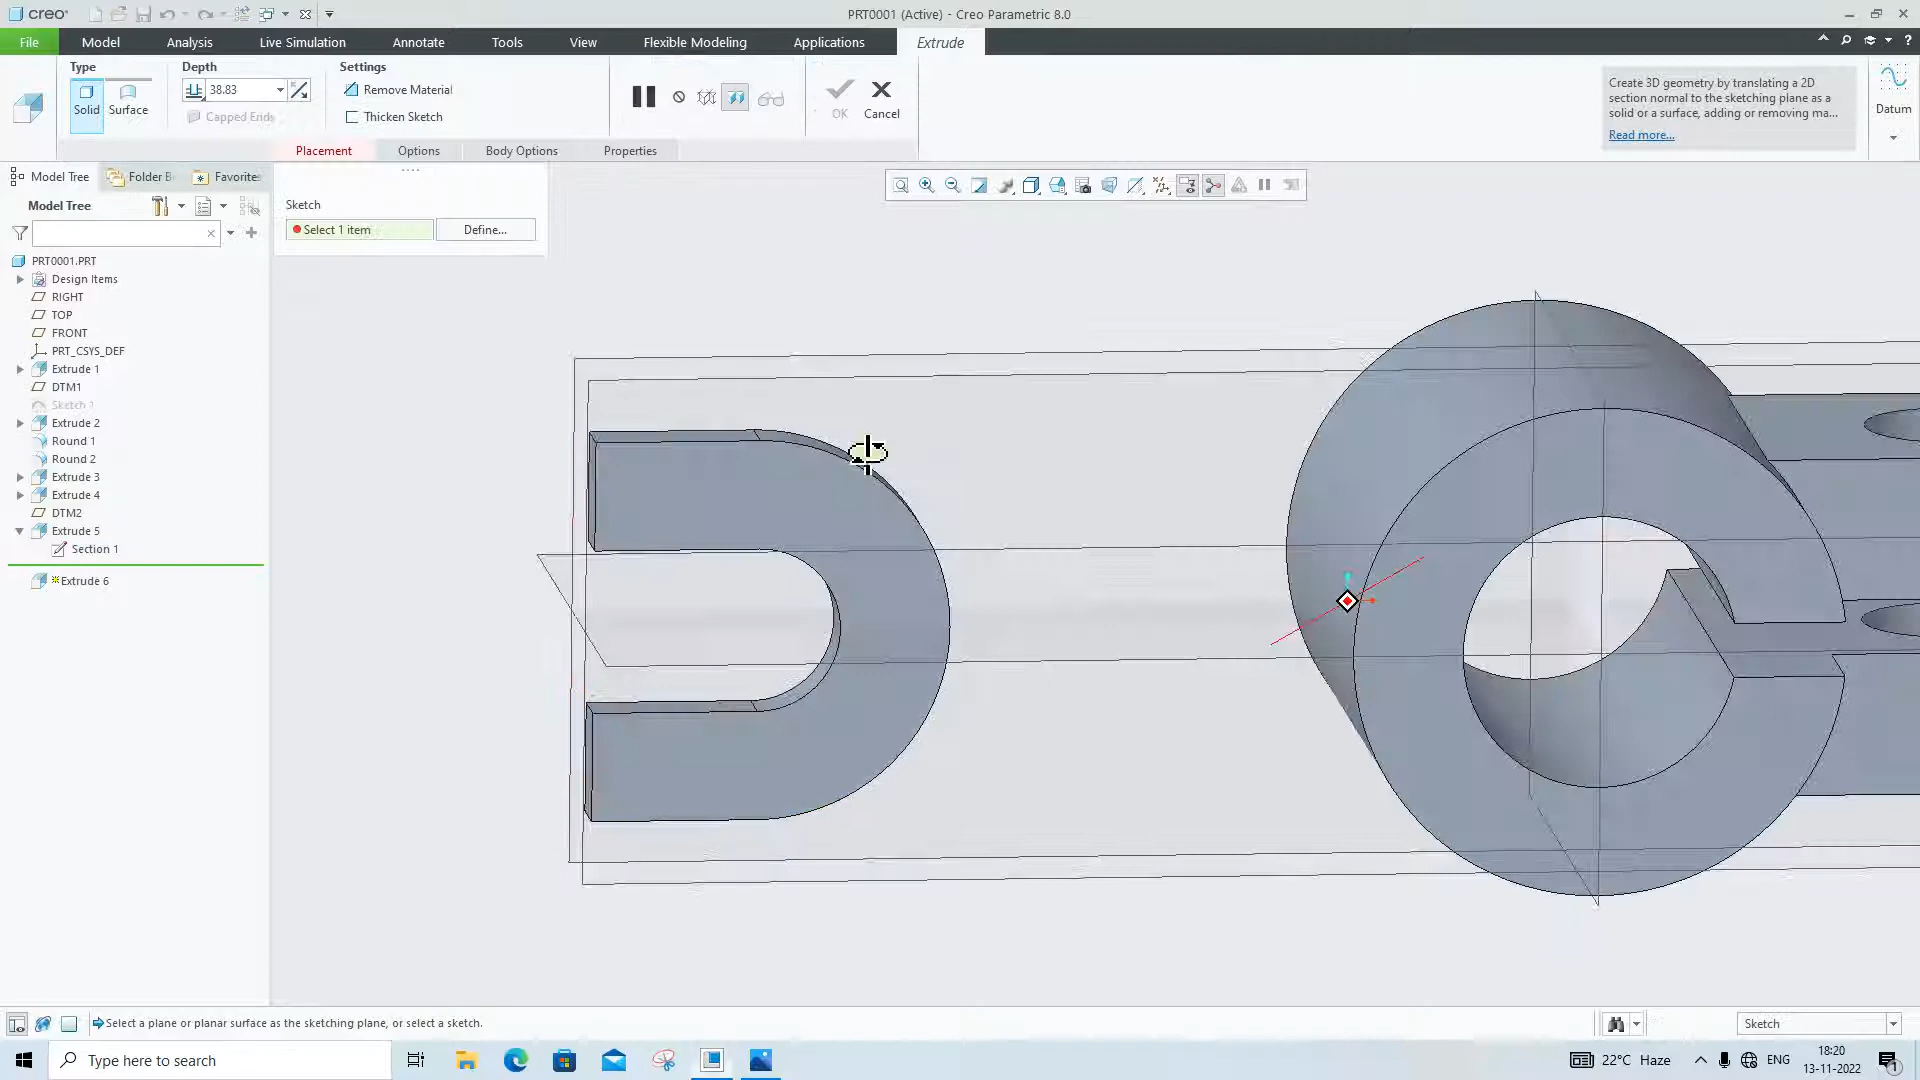 creo
PRT0001 (Active) - Creo Parametric 8.0
File
Model
Analysis
Live Simulation
Annotate
Tools
View
Flexible Modeling
Applications
Extrude
Type
Depth
Settings
Solid
Surface
38.83
Capped Ends
Remove Material
Thicken Sketch
OK
Cancel
Create 3D geometry by translating a 2D
section normal to the sketching plane as a
solid or a surface, adding or removing ma...
Read more...
Datum
Placement
Options
Body Options
Properties
Model Tree
Folder B
Favorites
Model Tree
Sketch
Select 1 item
Define...
PRT0001.PRT
Design Items
RIGHT
TOP
FRONT
PRT_CSYS_DEF
Extrude 1
DTM1
Sketch 1
Extrude 2
Round 1
Round 2
Extrude 3
Extrude 4
DTM2
Extrude 5
Section 1
Extrude 6
Select a plane or planar surface as the sketching plane, or select a sketch.
Sketch
Type here to search
22°C Haze
ENG
18:20
13-11-2022
1